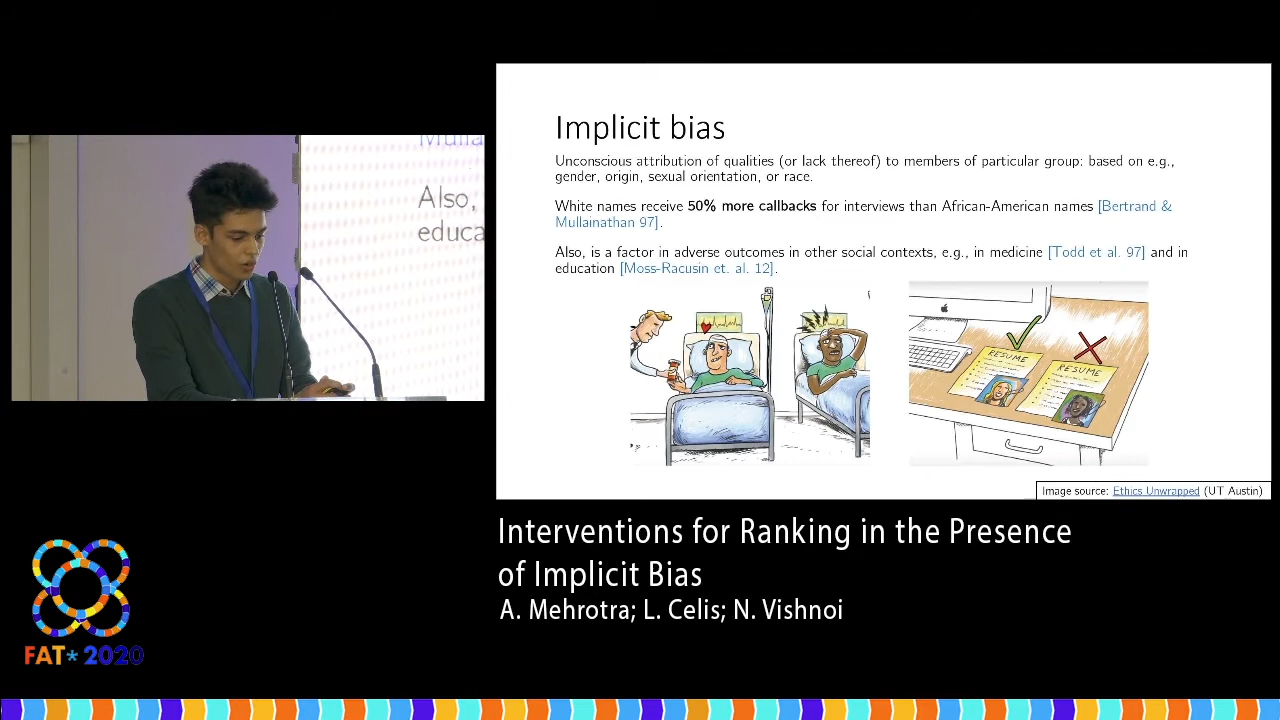 Mulla
Also,
educa
Implicit bias
Unconscious attribution of qualities (or lack thereof) to members of particular group: based on e.g.,
gender, origin, sexual orientation, or race.
White names receive 50% more callbacks for interviews than African-American names [Bertrand &
Mullainathan 97].
Also, is a factor in adverse outcomes in other social contexts, e.g., in medicine [Todd et al. 97] and in
education [Moss-Racusin et. al. 12].
RESUME
RESUME
Image source: Ethics Unwrapped (UT Austin)
Interventions for Ranking in the Presence
of Implicit Bias
A. Mehrotra; L. Celis; N. Vishnoi
FAT* 2020